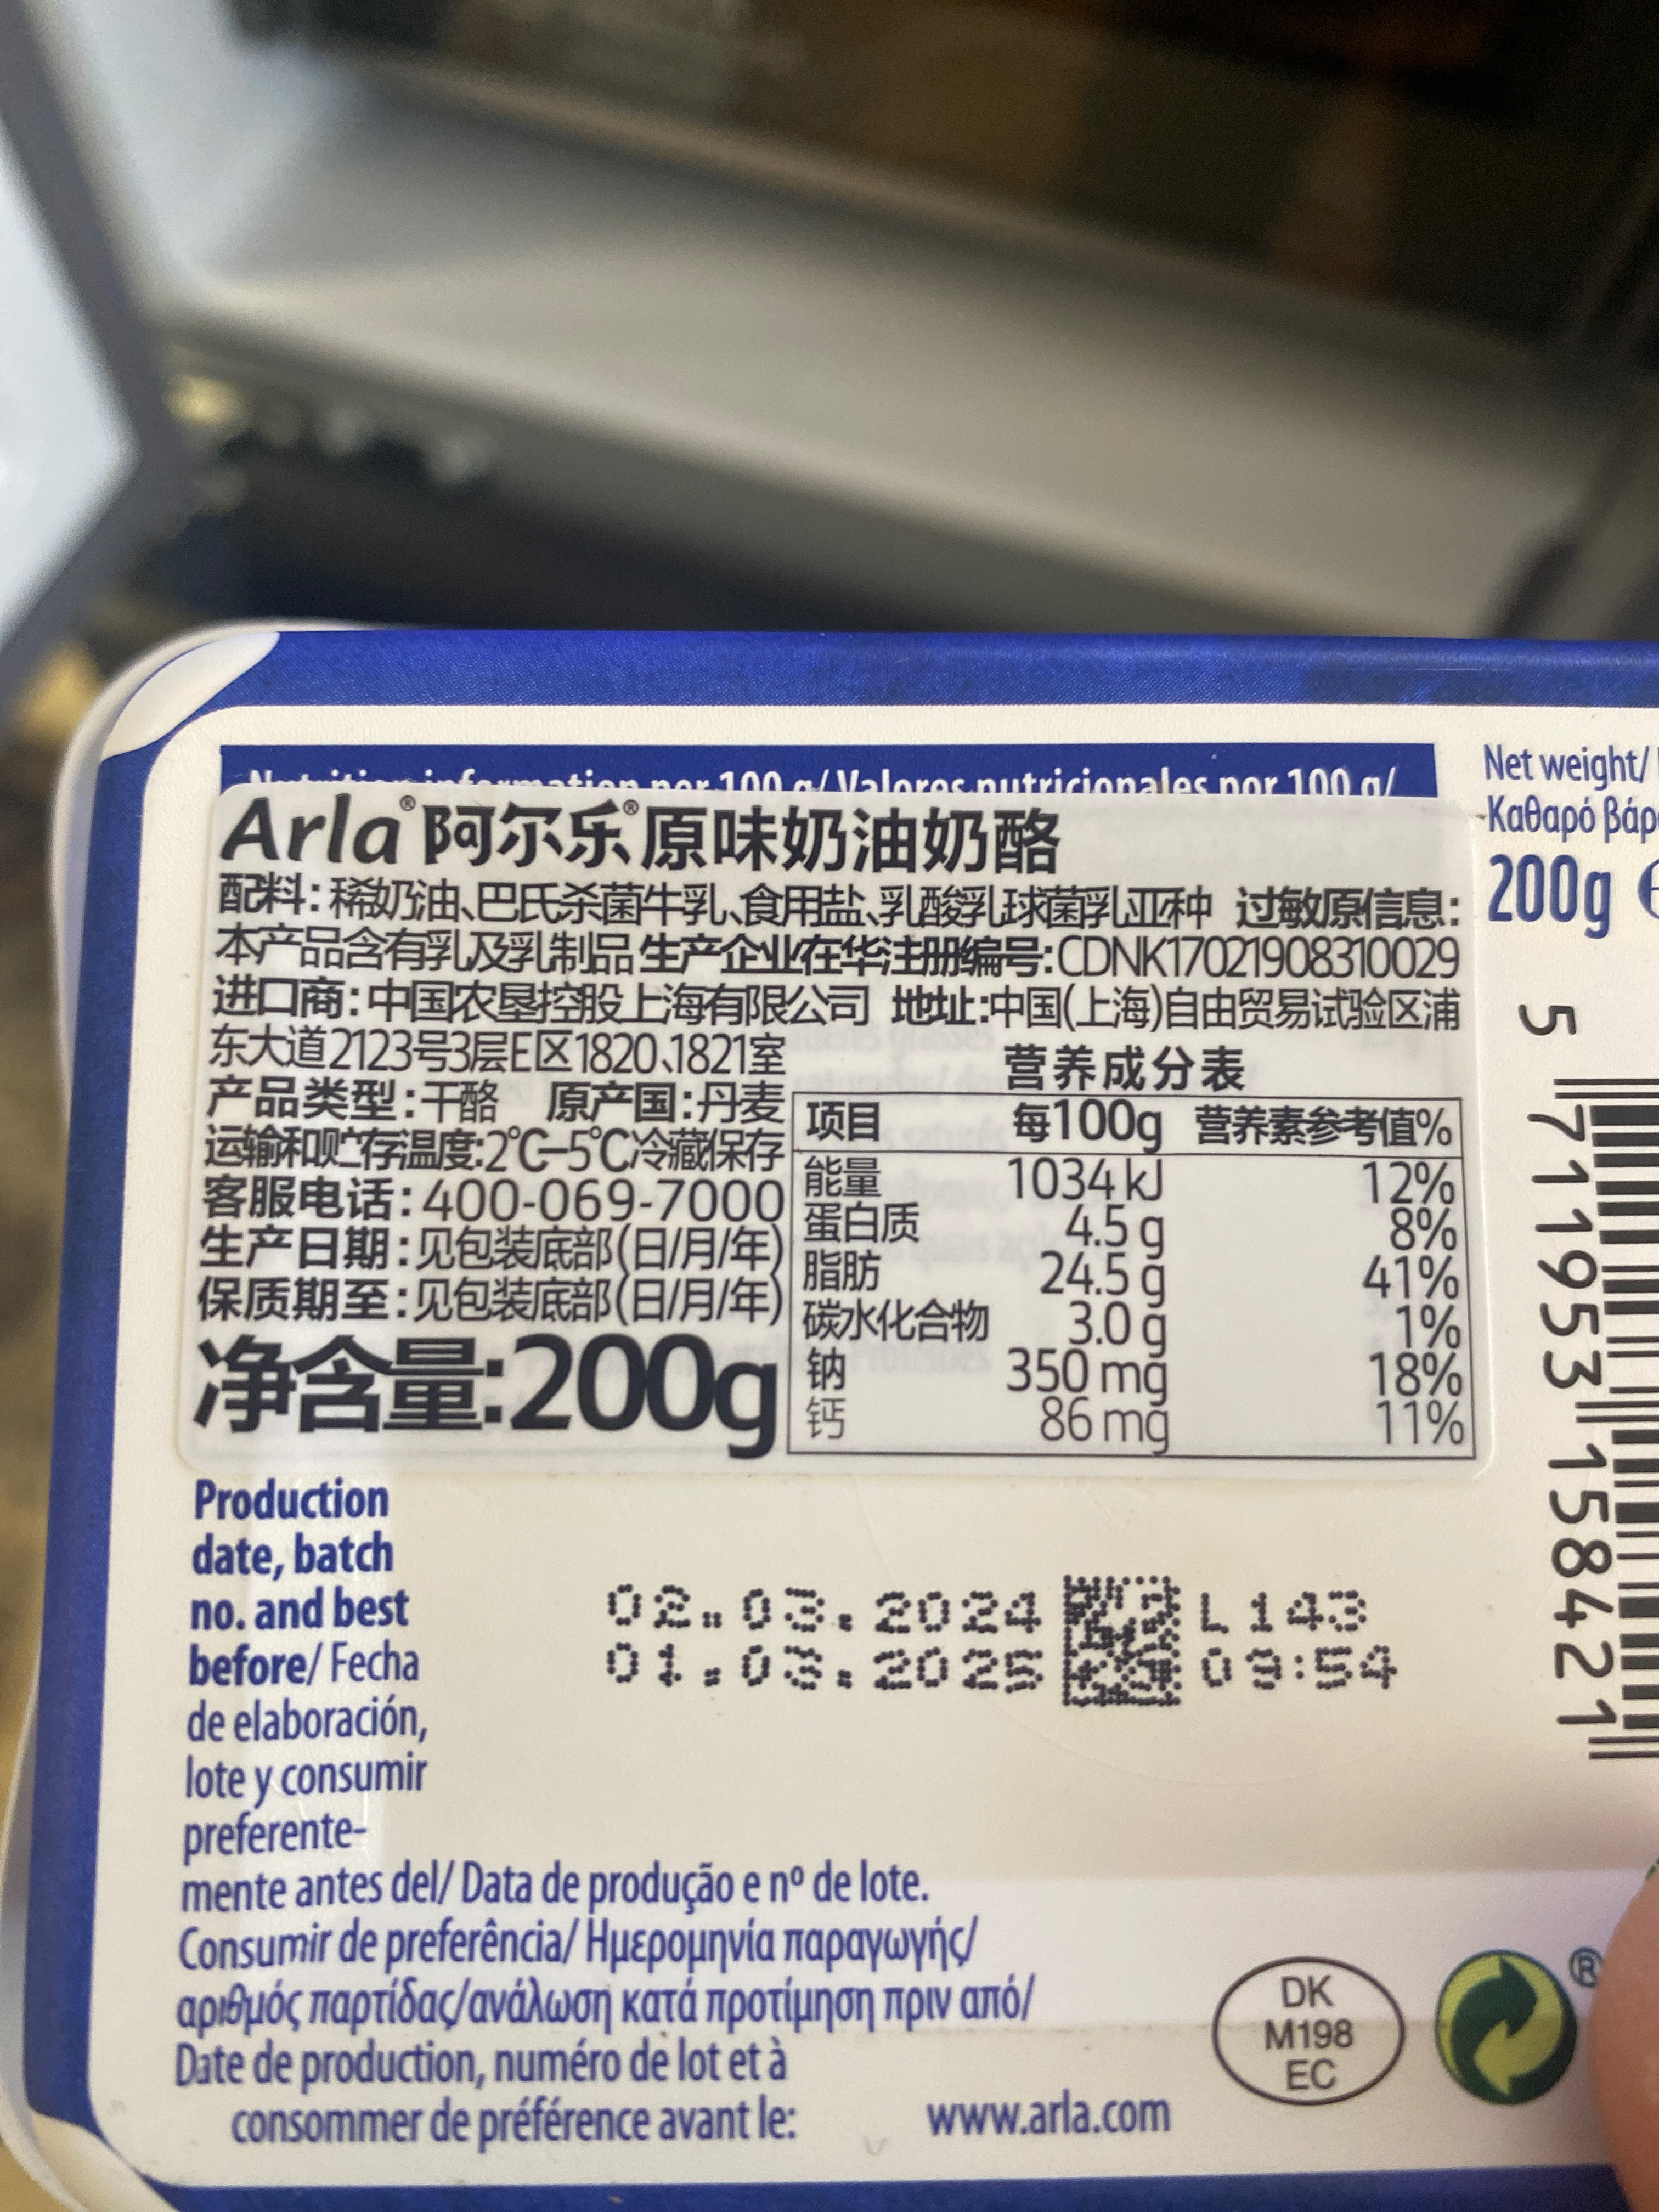 Nutrition information per 100 g/ Valores nutricionales por 100 g/
Arla® 阿尔乐®原味奶油奶酪
配料:稀奶油、巴氏杀菌牛乳、食用盐、乳酸乳球菌乳亚种 过敏原信息:
本产品含有乳及乳制品 生产企业在华注册编号:CDNK17021908310029
进口商:中国农垦控股上海有限公司 地址:中国(上海)自由贸易试验区浦
东大道2123号3层E区1820、1821室
产品类型:干酪 原产国:丹麦
运输和贮存温度:2℃-5℃冷藏保存
客服电话:400-069-7000
生产日期:见包装底部(日/月/年)
保质期至:见包装底部(日/月/年)
净含量:200g
营养成分表
项目 每100g 营养素参考值%
能量 1034 kJ 12%
蛋白质 4.5 g 8%
脂肪 24.5 g 41%
碳水化合物 3.0 g 1%
钠 350 mg 18%
钙 86 mg 11%
Net weight/
Καθαρό
200g
5 711953 158421
Production
date, batch
no. and best
before/ Fecha
de elaboración,
lote y consumir
preferente-
mente antes del/ Data de produção e nº de lote.
Consumir de preferência/ Ημερομηνία παραγωγής/
αριθμός παρτίδας/ανάλωση κατά προτίμηση πριν από/
Date de production, numéro de lot et à
consommer de préférence avant le:
02.03.2024 L 143
01.03.2025 09:54
www.arla.com
DK
M198
EC
®